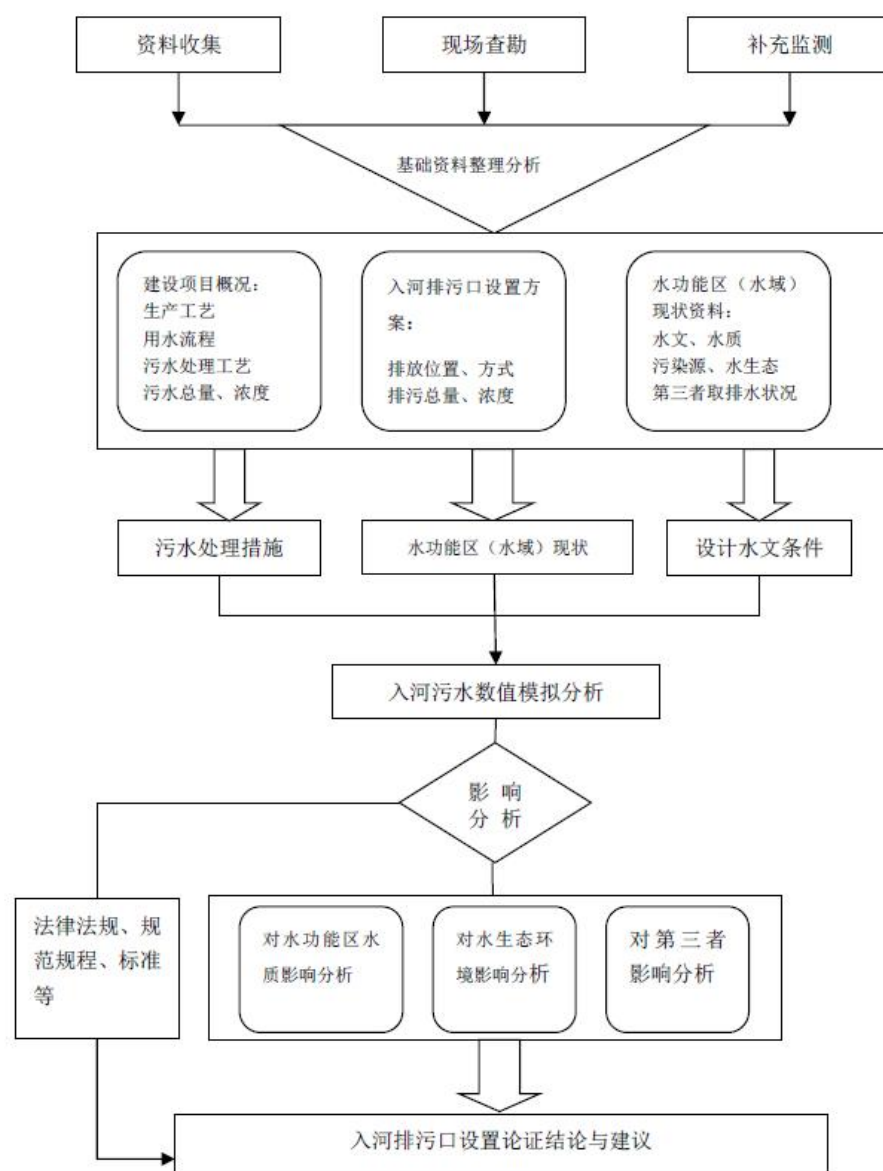 资料收集
现场查勘
补充监测
基础资料整理分析
建设项目概况：
生产工艺
用水流程
污水处理工艺
污水总量、浓度
入河排污口设置方
案：
排放位置、方式
排污总量、浓度
水功能区（水域）
现状资料：
水文、水质
污染源、水生态
第三者取排水状况
污水处理措施
水功能区（水域）现状
设计水文条件
入河污水数值模拟分析
影 响
分 析
法律法规、规
范规程、标准
等
对水功能区水
质影响分析
对水生态环
境影响分析
对第三者
影响分析
入河排污口设置论证结论与建议